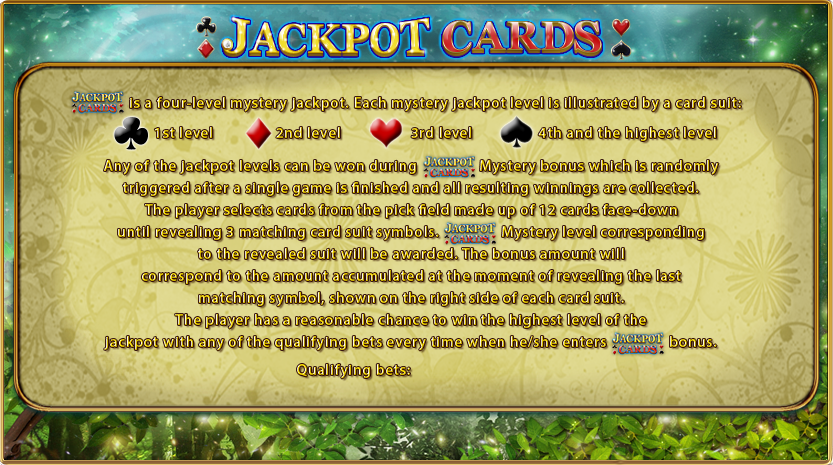 JACKPOT CARDS
JACKPOT CARDS is a four-level mystery jackpot. Each mystery jackpot level is illustrated by a card suit:
1st level 2nd level 3rd level 4th and the highest level
Any of the jackpot levels can be won during JACKPOT CARDS Mystery bonus which is randomly
triggered after a single game is finished and all resulting winnings are collected.
The player selects cards from the pick field made up of 12 cards face-down
until revealing 3 matching card suit symbols. JACKPOT CARDS Mystery level corresponding
to the revealed suit will be awarded. The bonus amount will
correspond to the amount accumulated at the moment of revealing the last
matching symbol, shown on the right side of each card suit.
The player has a reasonable chance to win the highest level of the
jackpot with any of the qualifying bets every time when he/she enters JACKPOT CARDS bonus.
Qualifying bets: